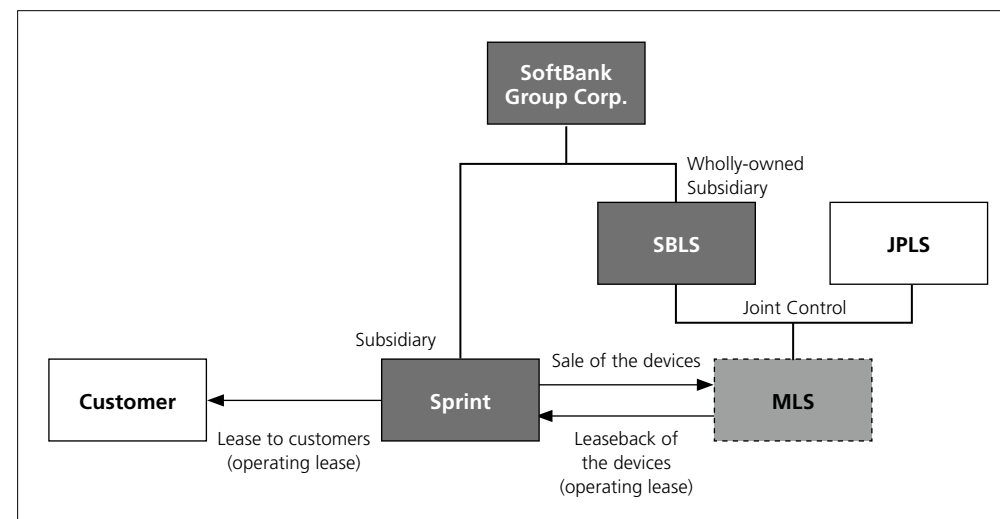 SoftBank
Group Corp.
Wholly-owned
Subsidiary
SBLS
JPLS
Joint Control
Subsidiary
Sale of the devices
Customer
Sprint
MLS
Lease to customers
(operating lease)
Leaseback of
the devices
(operating lease)